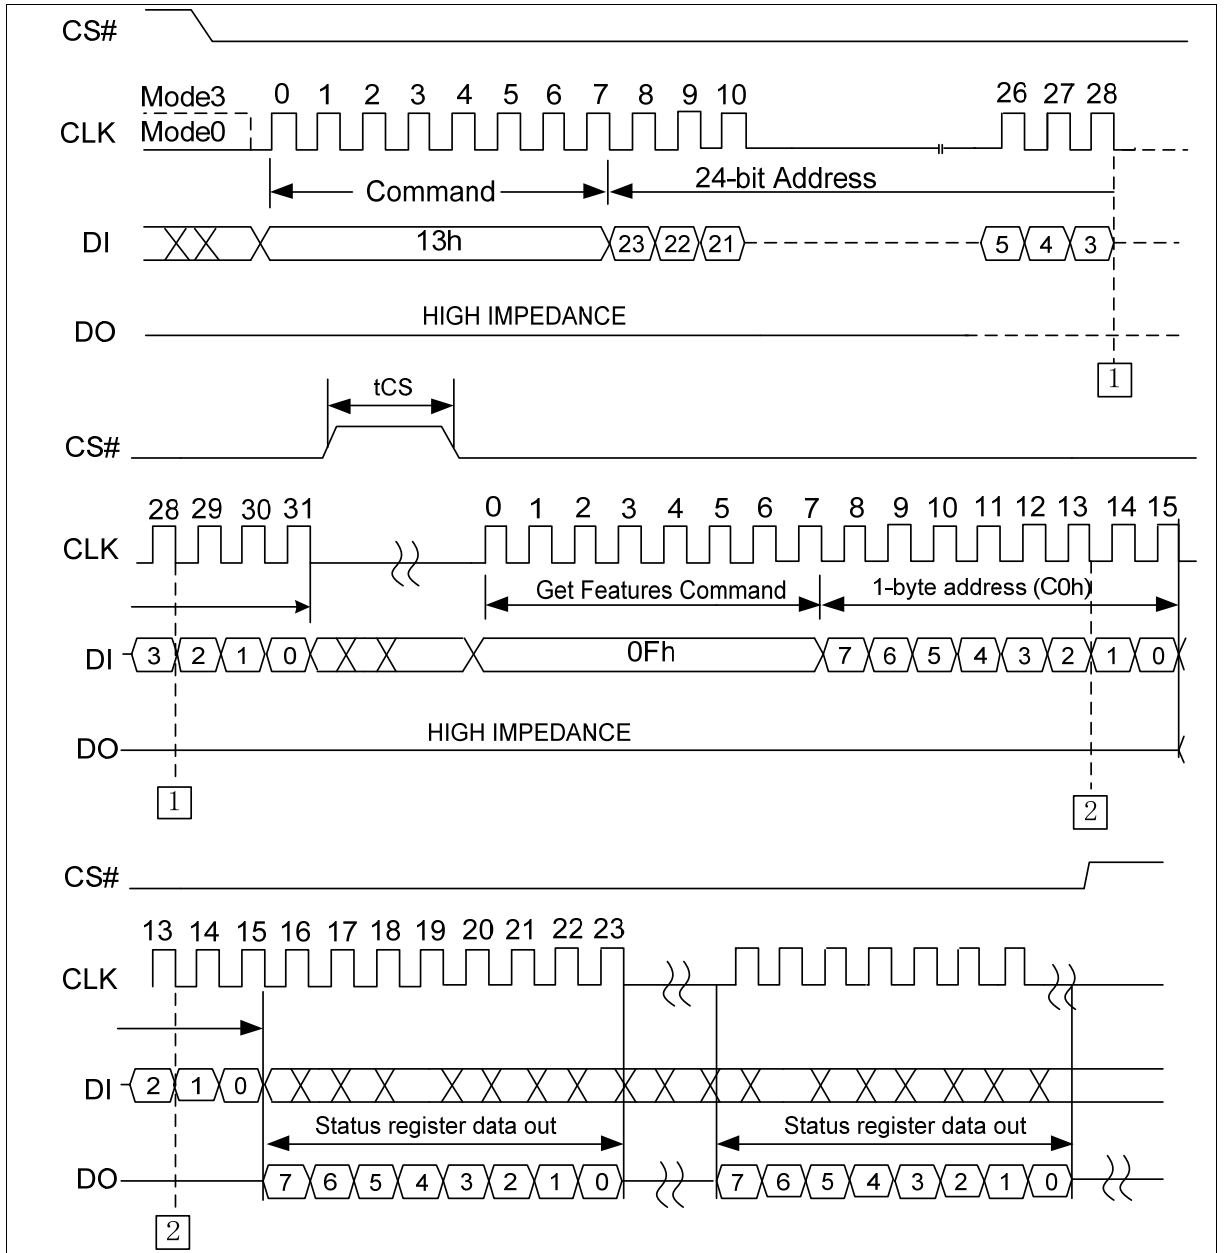 CS#
Mode3
0 1 2 3 4 5 6 7 8 9 10 26 27 28
CLK
Mode0
Command
24-bit Address
DI
13h
23 22 21 5 4 3
HIGH IMPEDANCE
DO
1
tCS
CS#
28 29 30 31 0 1 2 3 4 5 6 7 8 9 10 11 12 13 14 15
CLK
Get Features Command
1-byte address (C0h)
DI
3 2 1 0
0Fh
7 6 5 4 3 2 1 0
HIGH IMPEDANCE
DO
1
2
CS#
13 14 15 16 17 18 19 20 21 22 23
CLK
DI
2 1 0
Status register data out
Status register data out
DO
7 6 5 4 3 2 1 0
7 6 5 4 3 2 1 0
2